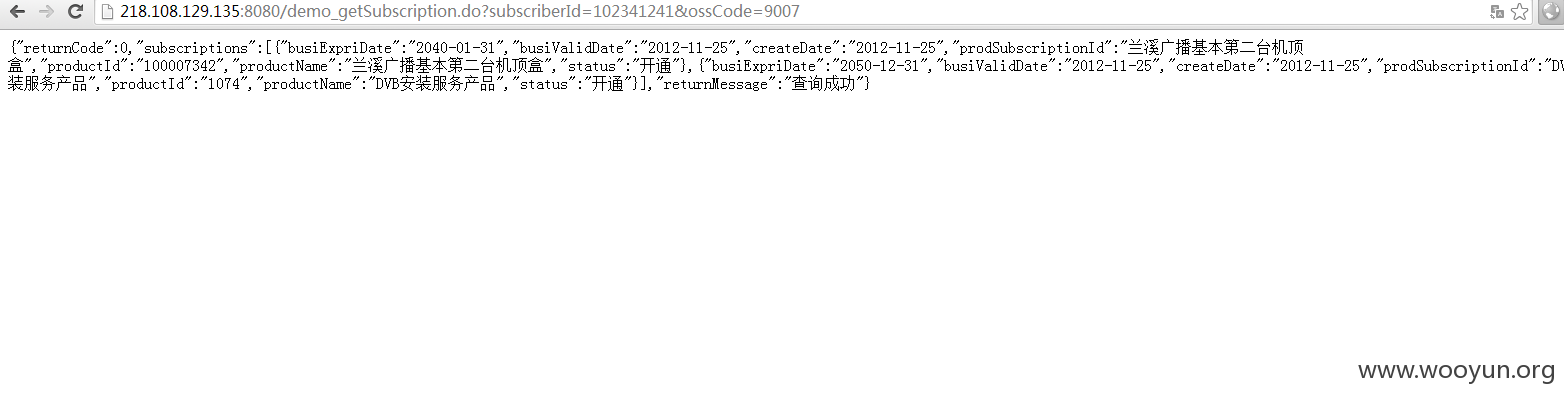 218.108.129.135:8080/demo_getSubscription.do?subscriberId=102341241&ossCode=9007
{"returnCode":0,"subscriptions":[{"busiExpriDate":"2040-01-31","busiValidDate":"2012-11-25","createDate":"2012-11-25","prodSubscriptionId":"兰溪广播基本第二台机顶
盒","productId":"100007342","productName":"兰溪广播基本第二台机顶盒","status":"开通"},{"busiExpriDate":"2050-12-31","busiValidDate":"2012-11-25","createDate":"2012-11-25","prodSubscriptionId":"DV
装服务产品","productId":"1074","productName":"DVB安装服务产品","status":"开通"}],"returnMessage":"查询成功"}
www.wooyun.org